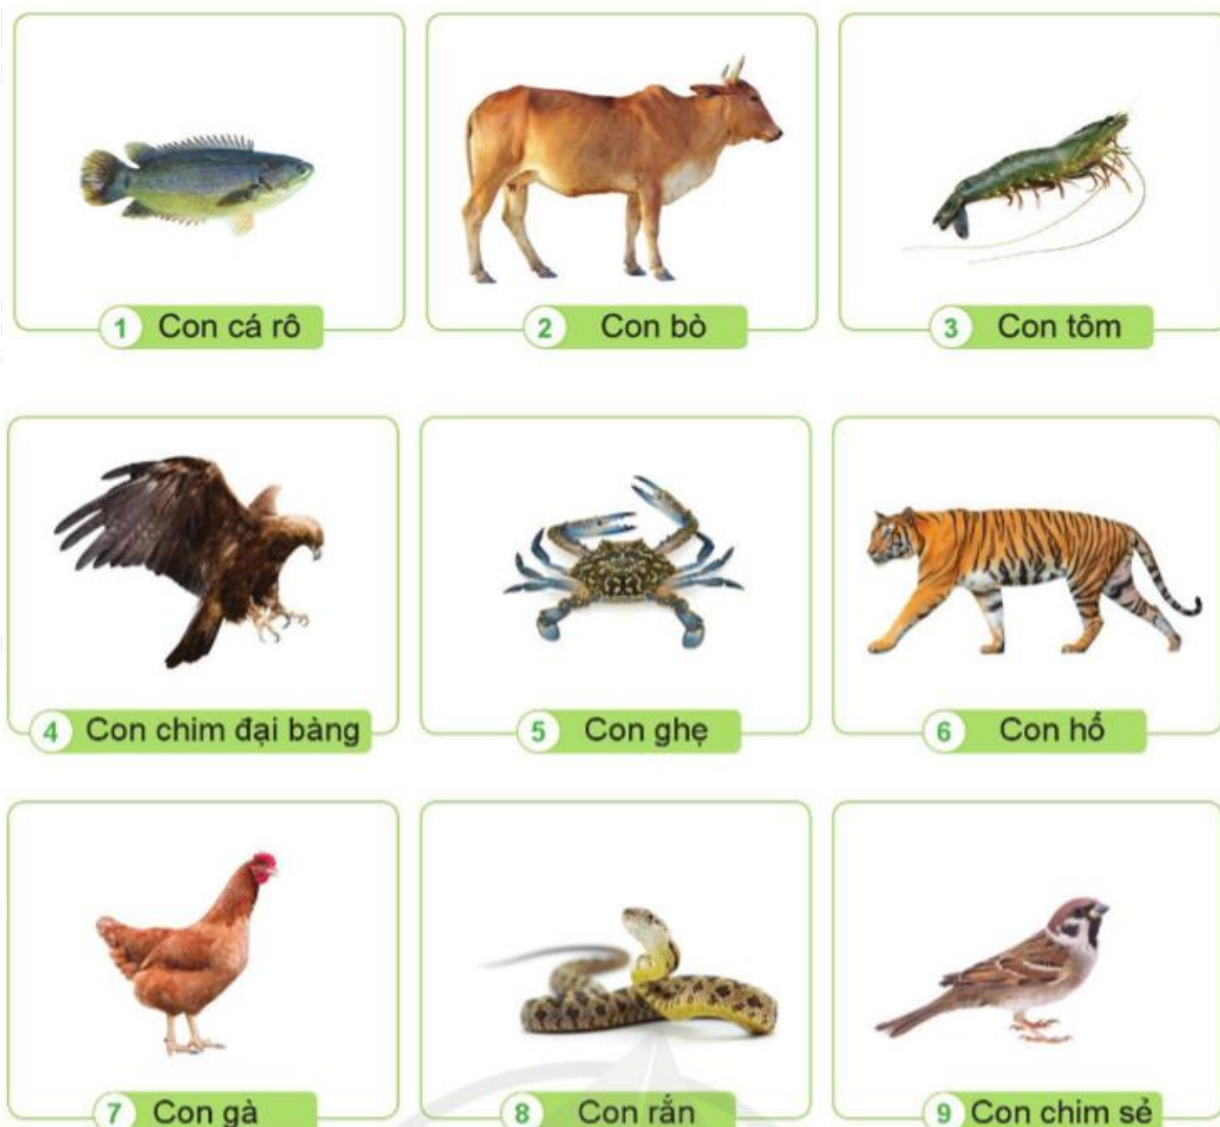 1 Con cá rô
2 Con bò
3 Con tôm
4 Con chim đại bàng
5 Con ghẹ
6 Con hổ
7 Con gà
8 Con rắn
9 Con chim sẻ